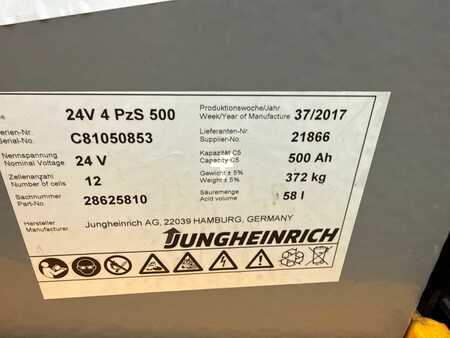 e 24V 4 PzS 500 Produktionswoche/Jahr
Week/Year of Manufacture 37/2017
erien-Nr. Lieferanten-Nr.
Serial-No. C81050853 Supplier-No. 21866
Nennspannung Kapazität C5
Nominal Voltage 24 V Capacity C5 500 Ah
Zellenanzahl Gewicht ± 5%
Number of cells 12 Weight ± 5% 372 kg
Sachnummer Säuremenge
Part-Number 28625810 Acid volume 58 l
Hersteller
Manufacturer Jungheinrich AG, 22039 HAMBURG, GERMANY
JUNGHEINRICH